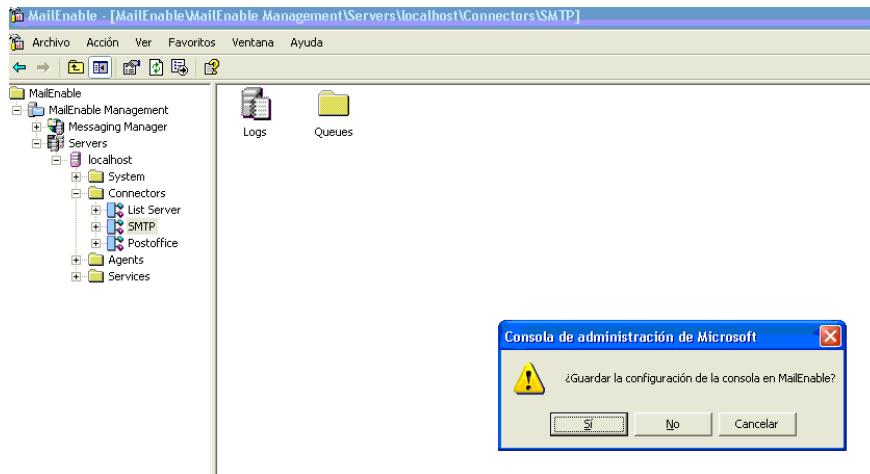 MailEnable - [MailEnable\MailEnable Management\Servers\localhost\Connectors\SMTP]
Archivo Acción Ver Favoritos Ventana Ayuda
MailEnable
MailEnable Management
Messaging Manager
Servers
localhost
System
Connectors
List Server
SMTP
Postoffice
Agents
Services
Logs Queues
Consola de administración de Microsoft
¿Guardar la configuración de la consola en MailEnable?
Sí No Cancelar